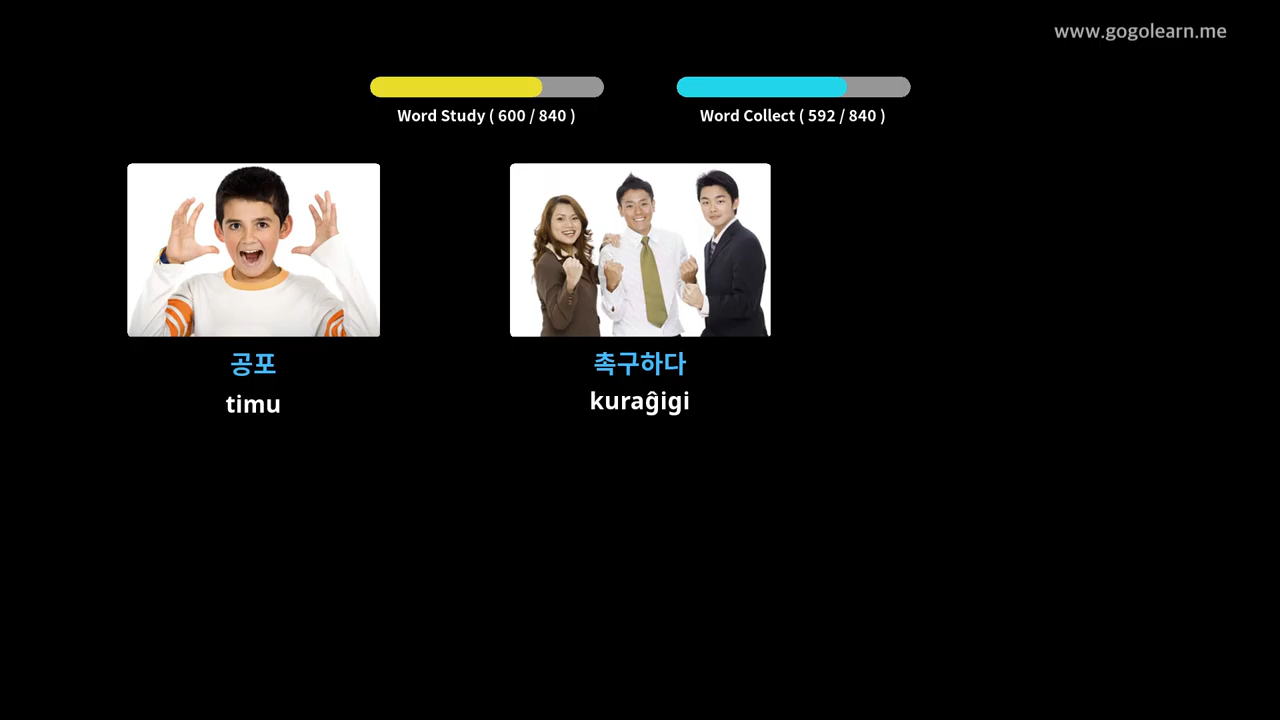 www.gogolearn.me
Word Study ( 600 / 840 )
Word Collect ( 592 / 840 )
공포
timu
촉구하다
kuraĝigi